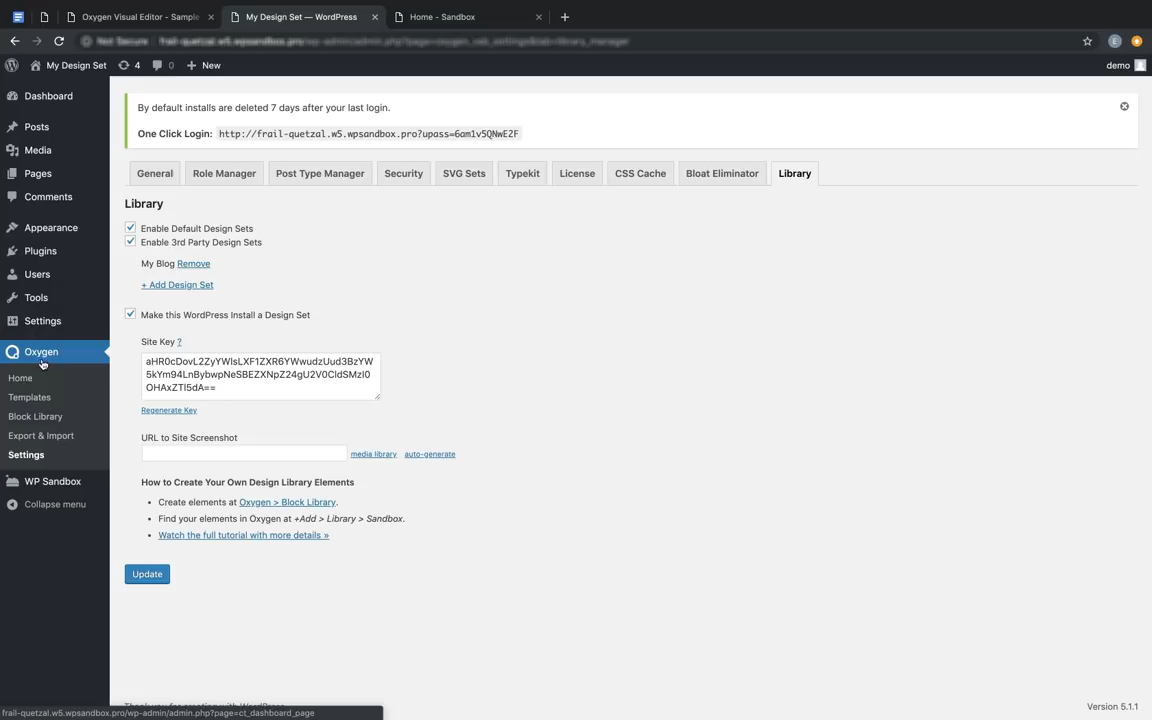 Oxygen Visual Editor - Sample
My Design Set — WordPress
Home - Sandbox
Not Secure
E
My Design Set
4
0
New
demo
Dashboard
Posts
Media
Pages
Comments
Appearance
Plugins
Users
Tools
Settings
Oxygen
Home
Templates
Block Library
Export & Import
Settings
WP Sandbox
Collapse menu
By default installs are deleted 7 days after your last login.
One Click Login: http://frail-quetzal.w5.wpsandbox.pro?upass=6am1v5QNwEZF
General
Role Manager
Post Type Manager
Security
SVG Sets
Typekit
License
CSS Cache
Bloat Eliminator
Library
Library
Enable Default Design Sets
Enable 3rd Party Design Sets
My Blog Remove
+ Add Design Set
Make this WordPress Install a Design Set
Site Key ?
aHR0cDovL2ZyYWlsLXF1ZXR6YWwudzUud3BzYW
5kYm94LnBybwpNeSBEZXNpZ24gU2V0CldSMzI0
OHAxZTI5dA==
Regenerate Key
URL to Site Screenshot
media library
auto-generate
How to Create Your Own Design Library Elements
• Create elements at Oxygen > Block Library.
• Find your elements in Oxygen at +Add > Library > Sandbox.
• Watch the full tutorial with more details »
Update
Version 5.1.1
frail-quetzal.w5.wpsandbox.pro/wp-admin/admin.php?page=ct_dashboard_page